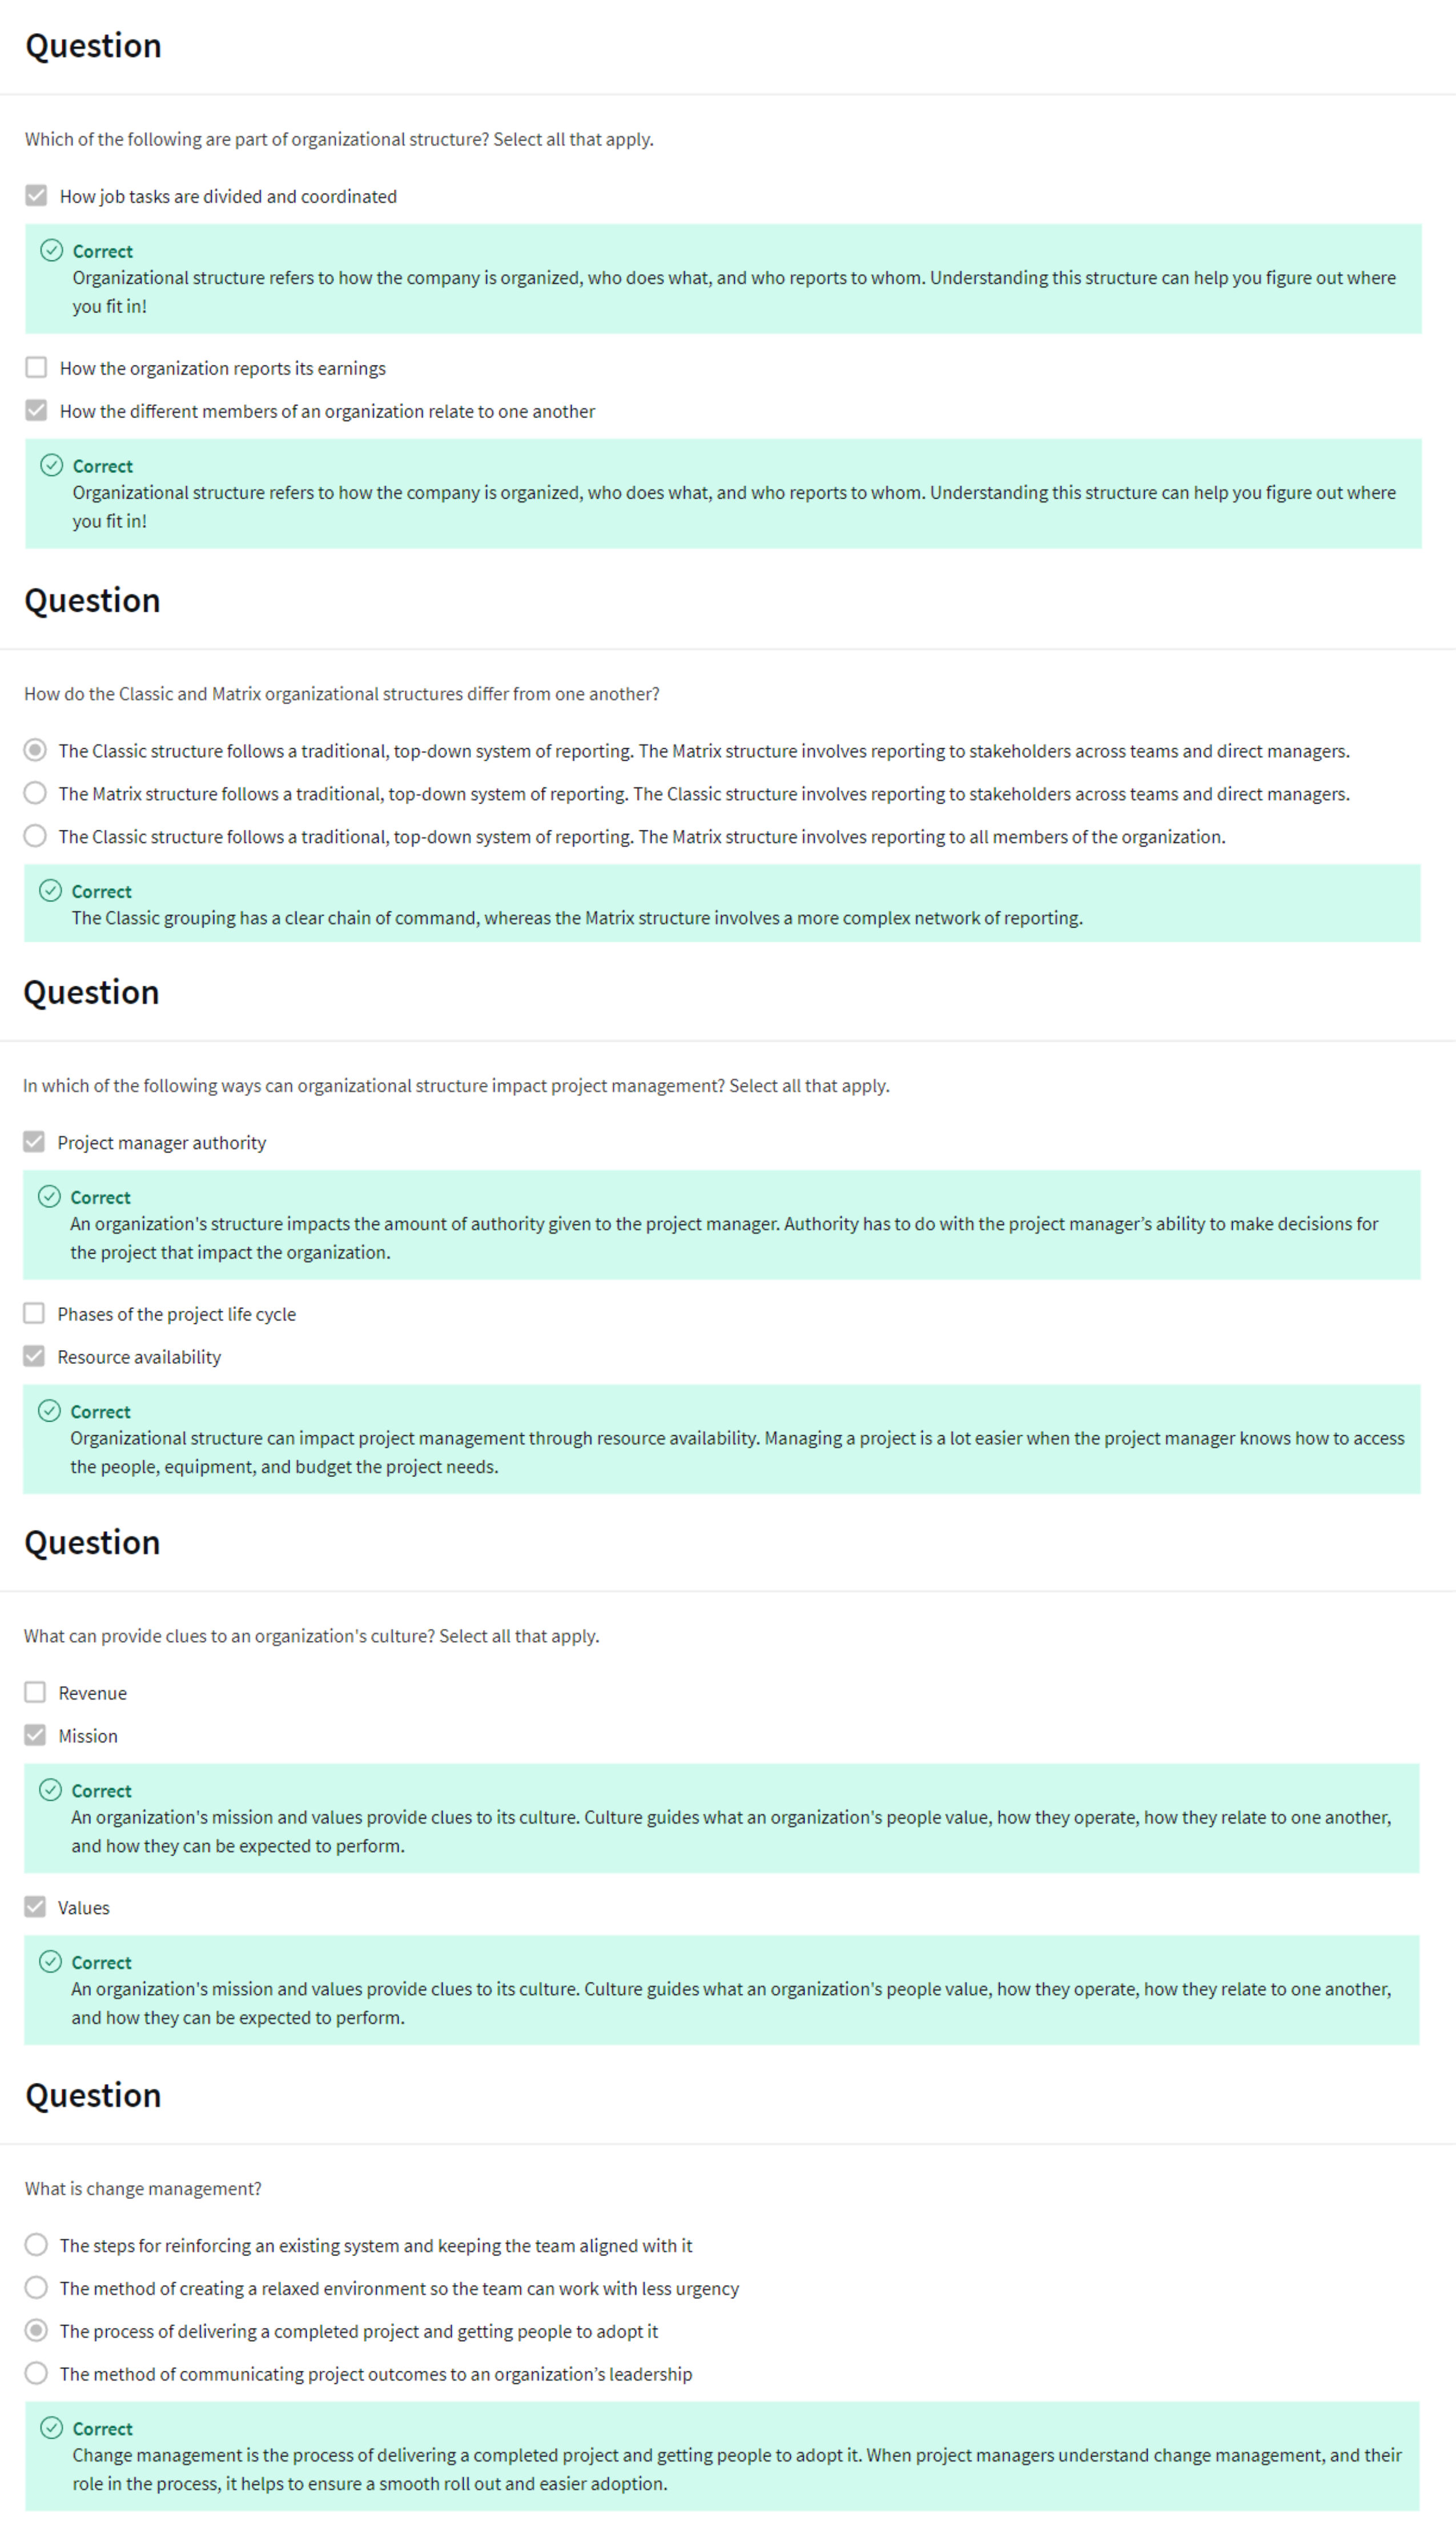 Question
Which of the following are part of organizational structure? Select all that apply.
How job tasks are divided and coordinated
Correct
Organizational structure refers to how the company is organized, who does what, and who reports to whom. Understanding this structure can help you figure out where
you fit in!
How the organization reports its earnings
How the different members of an organization relate to one another
Correct
Organizational structure refers to how the company is organized, who does what, and who reports to whom. Understanding this structure can help you figure out where
you fit in!
Question
How do the Classic and Matrix organizational structures differ from one another?
The Classic structure follows a traditional, top-down system of reporting. The Matrix structure involves reporting to stakeholders across teams and direct managers.
The Matrix structure follows a traditional, top-down system of reporting. The Classic structure involves reporting to stakeholders across teams and direct managers.
The Classic structure follows a traditional, top-down system of reporting. The Matrix structure involves reporting to all members of the organization.
Correct
The Classic grouping has a clear chain of command, whereas the Matrix structure involves a more complex network of reporting.
Question
In which of the following ways can organizational structure impact project management? Select all that apply.
Project manager authority
Correct
An organization's structure impacts the amount of authority given to the project manager. Authority has to do with the project manager’s ability to make decisions for
the project that impact the organization.
Phases of the project life cycle
Resource availability
Correct
Organizational structure can impact project management through resource availability. Managing a project is a lot easier when the project manager knows how to access
the people, equipment, and budget the project needs.
Question
What can provide clues to an organization's culture? Select all that apply.
Revenue
Mission
Correct
An organization's mission and values provide clues to its culture. Culture guides what an organization's people value, how they operate, how they relate to one another,
and how they can be expected to perform.
Values
Correct
An organization's mission and values provide clues to its culture. Culture guides what an organization's people value, how they operate, how they relate to one another,
and how they can be expected to perform.
Question
What is change management?
The steps for reinforcing an existing system and keeping the team aligned with it
The method of creating a relaxed environment so the team can work with less urgency
The process of delivering a completed project and getting people to adopt it
The method of communicating project outcomes to an organization’s leadership
Correct
Change management is the process of delivering a completed project and getting people to adopt it. When project managers understand change management, and their
role in the process, it helps to ensure a smooth roll out and easier adoption.